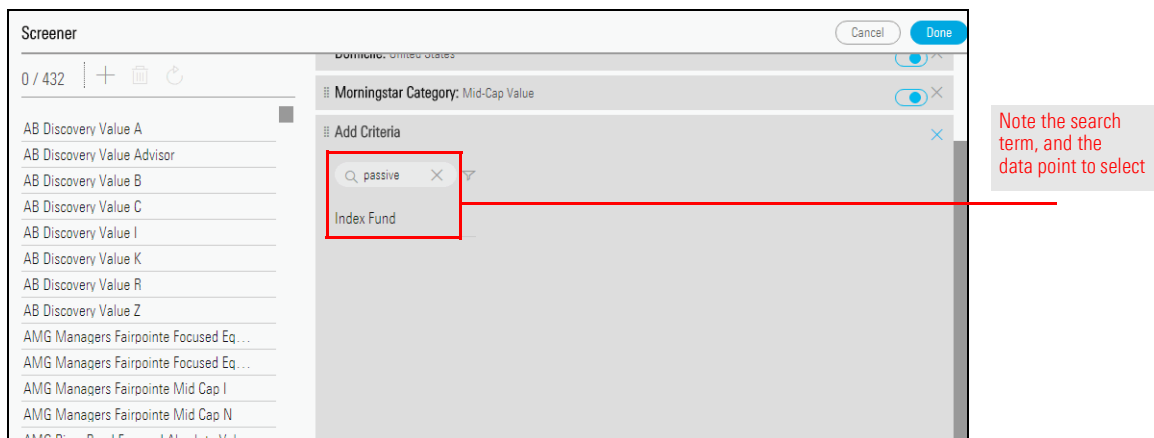 Screener
Cancel
Done
0 / 432
Domicile: United States
Morningstar Category: Mid-Cap Value
Add Criteria
passive
Index Fund
AB Discovery Value A
AB Discovery Value Advisor
AB Discovery Value B
AB Discovery Value C
AB Discovery Value I
AB Discovery Value K
AB Discovery Value R
AB Discovery Value Z
AMG Managers Fairpointe Focused Eq...
AMG Managers Fairpointe Focused Eq...
AMG Managers Fairpointe Mid Cap I
AMG Managers Fairpointe Mid Cap N
Note the search
term, and the
data point to select